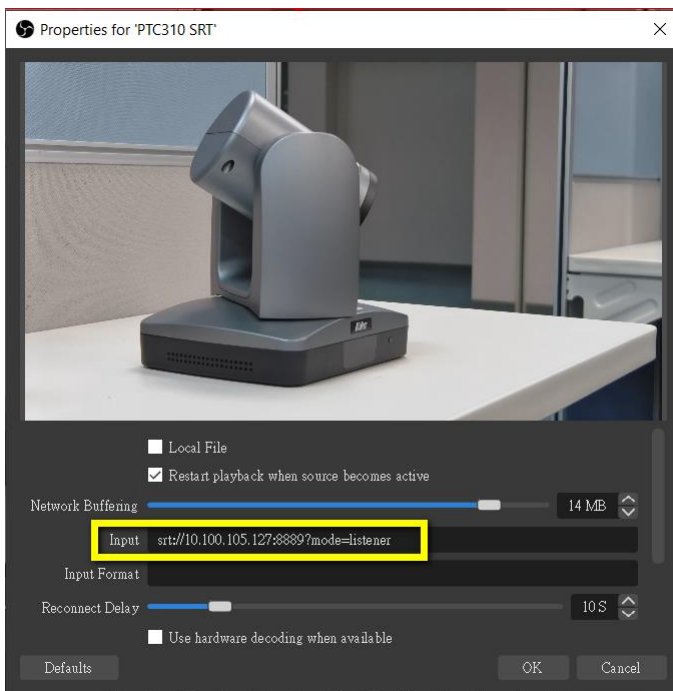 Properties for 'PTC310 SRT'
Local File
Restart playback when source becomes active
Network Buffering 14 MB
Input srt://10.100.105.127:8889?mode=listener
Input Format
Reconnect Delay 10 S
Use hardware decoding when available
Defaults OK Cancel